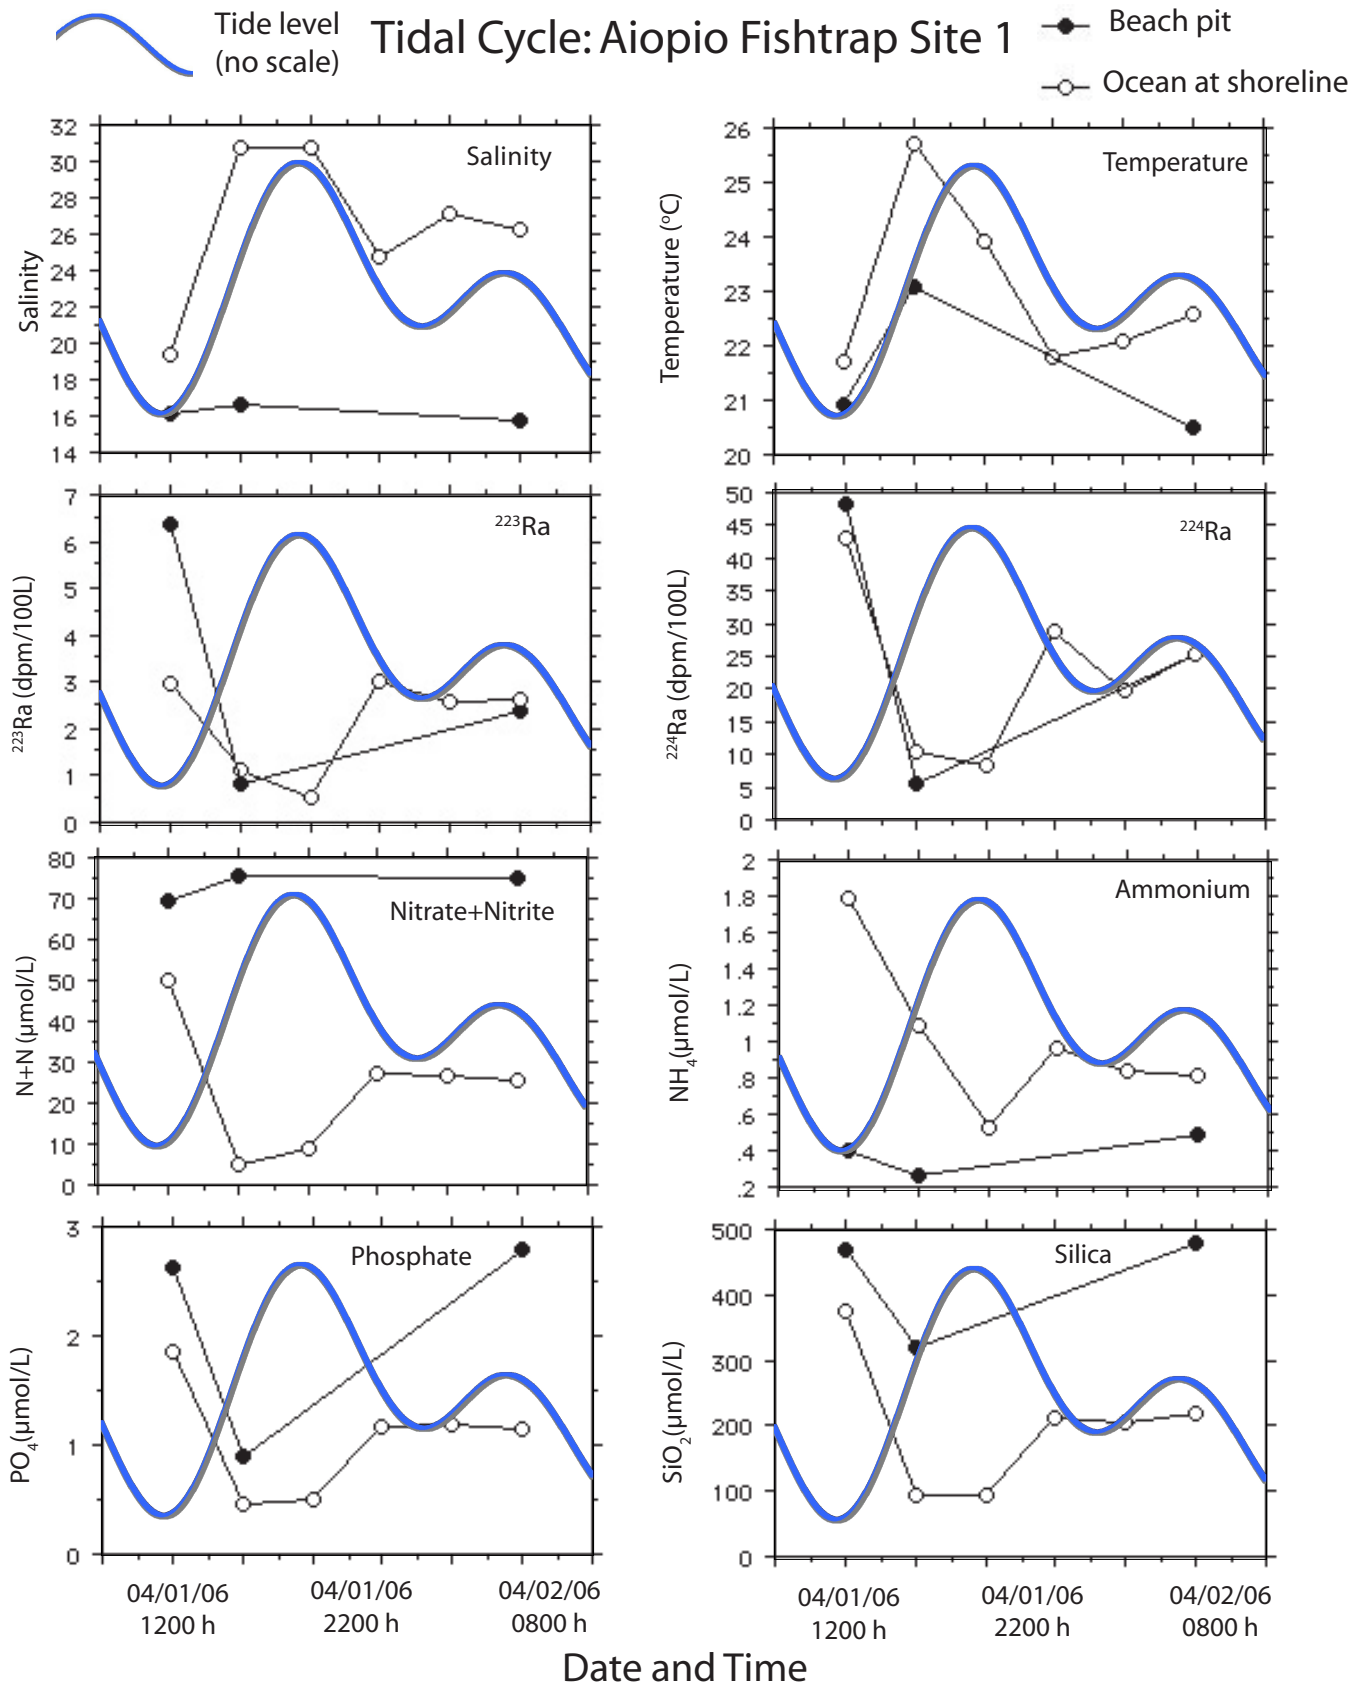 Tide level
(no scale)
Tidal Cycle: Aiopio Fishtrap Site 1
Beach pit
Ocean at shoreline
Salinity
Salinity
32
30
28
26
24
22
20
18
16
14
Temperature
Temperature (ºC)
26
25
24
23
22
21
20
²²³Ra
²²³Ra (dpm/100L)
7
6
5
4
3
2
1
0
²²⁴Ra
²²⁴Ra (dpm/100L)
50
45
40
35
30
25
20
15
10
5
0
Nitrate+Nitrite
N+N (µmol/L)
80
70
60
50
40
30
20
10
0
Ammonium
NH₄(µmol/L)
2
1.8
1.6
1.4
1.2
1
.8
.6
.4
.2
Phosphate
PO₄(µmol/L)
3
2
1
0
Silica
SiO₂(µmol/L)
500
400
300
200
100
0
04/01/06
1200 h
04/01/06
2200 h
04/02/06
0800 h
04/01/06
1200 h
04/01/06
2200 h
04/02/06
0800 h
Date and Time